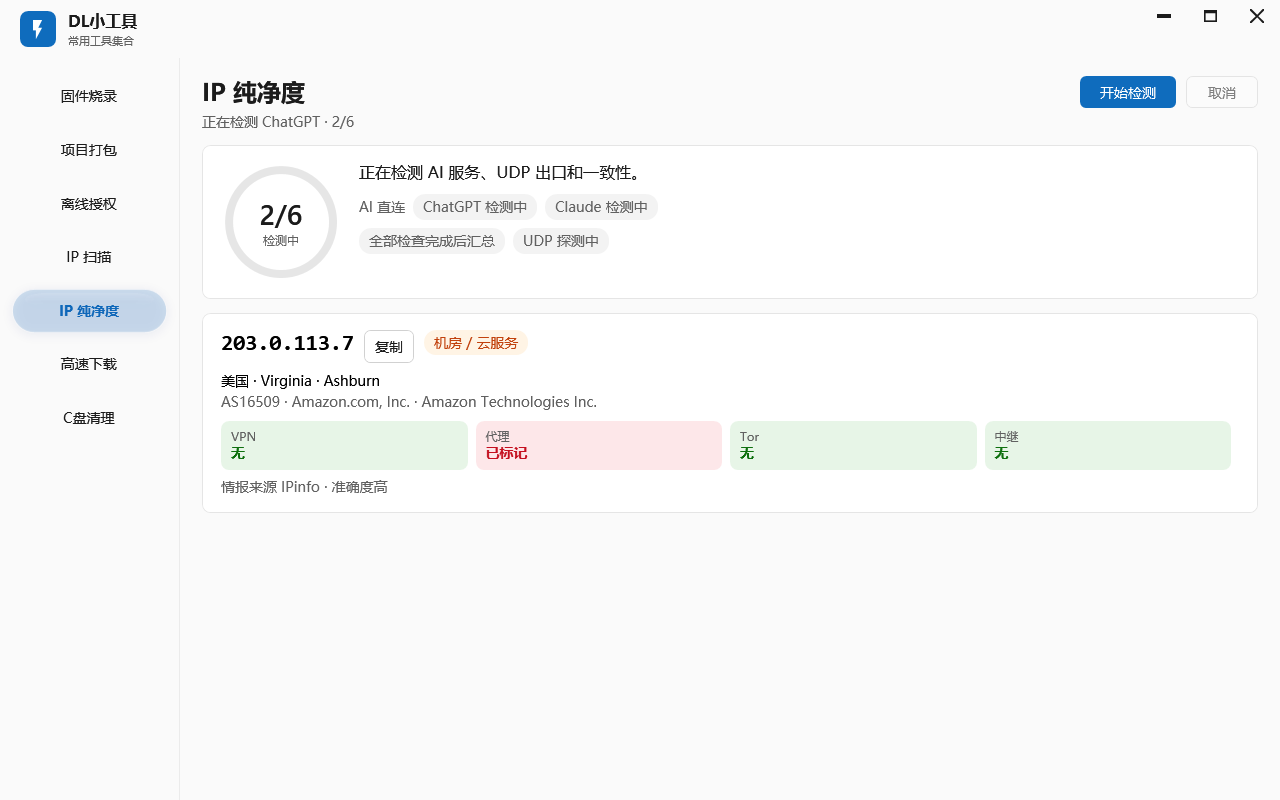 DL小工具
常用工具集合
固件烧录
项目打包
离线授权
IP 扫描
IP 纯净度
高速下载
C盘清理
IP 纯净度
正在检测 ChatGPT · 2/6
开始检测
取消
2/6
检测中
正在检测 AI 服务、UDP 出口和一致性。
AI 直连 ChatGPT 检测中 Claude 检测中
全部检查完成后汇总 UDP 探测中
203.0.113.7 复制 机房 / 云服务
美国 · Virginia · Ashburn
AS16509 · Amazon.com, Inc. · Amazon Technologies Inc.
VPN
无
代理
已标记
Tor
无
中继
无
情报来源 IPinfo · 准确度高